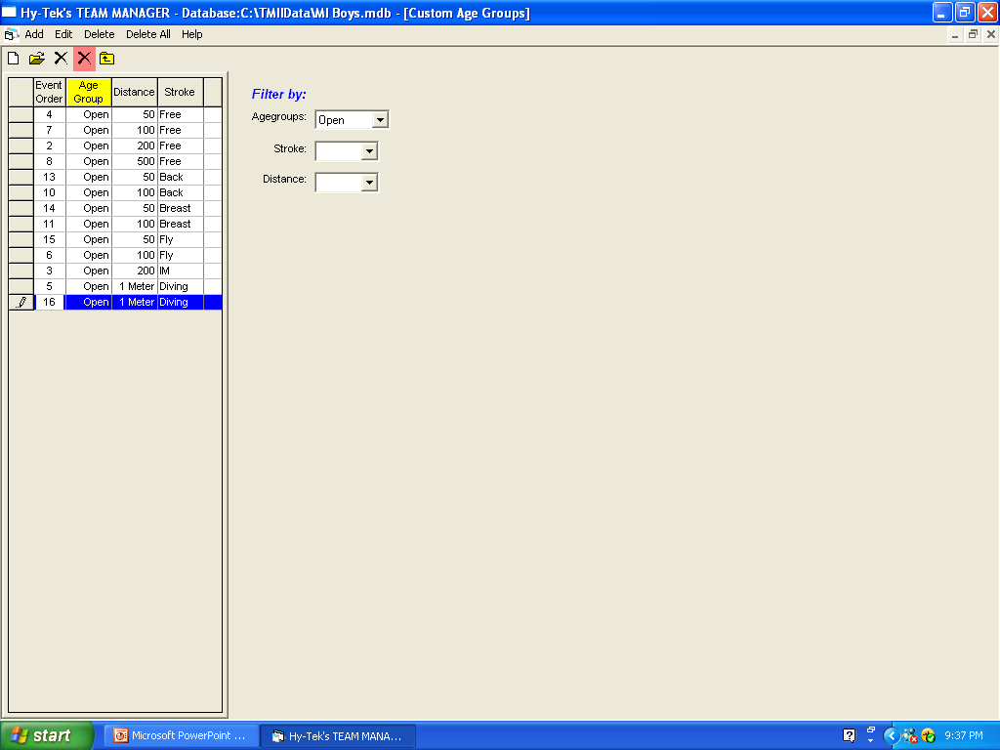 Hy-Tek's TEAM MANAGER - Database:C:\TMIIData\MI Boys.mdb - [Custom Age Groups]
Add Edit Delete Delete All Help
Event Order Age Group Distance Stroke
4 Open 50 Free
7 Open 100 Free
2 Open 200 Free
8 Open 500 Free
13 Open 50 Back
10 Open 100 Back
14 Open 50 Breast
11 Open 100 Breast
15 Open 50 Fly
6 Open 100 Fly
3 Open 200 IM
5 Open 1 Meter Diving
16 Open 1 Meter Diving
Filter by:
Agegroups: Open
Stroke:
Distance:
start Microsoft PowerPoint ... Hy-Tek's TEAM MANA... 9:37 PM